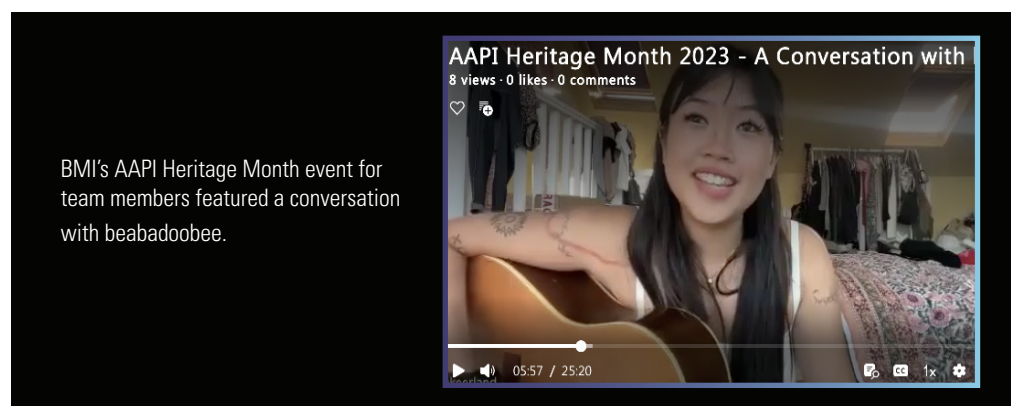 BMI's AAPI Heritage Month event for
team members featured a conversation
with beabadoobee.
AAPI Heritage Month 2023 - A Conversation with
8 views · 0 likes · 0 comments
05:57 / 25:20
CC
1x